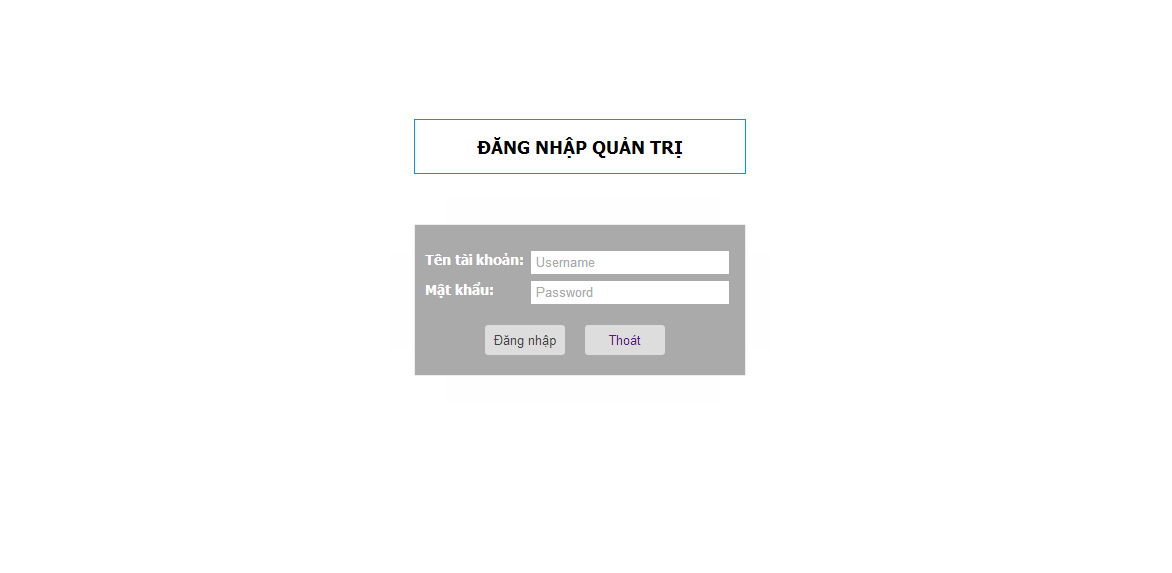 ĐĂNG NHẬP QUẢN TRỊ
Tên tài khoản: Username
Mật khẩu: Password
Đăng nhập Thoát